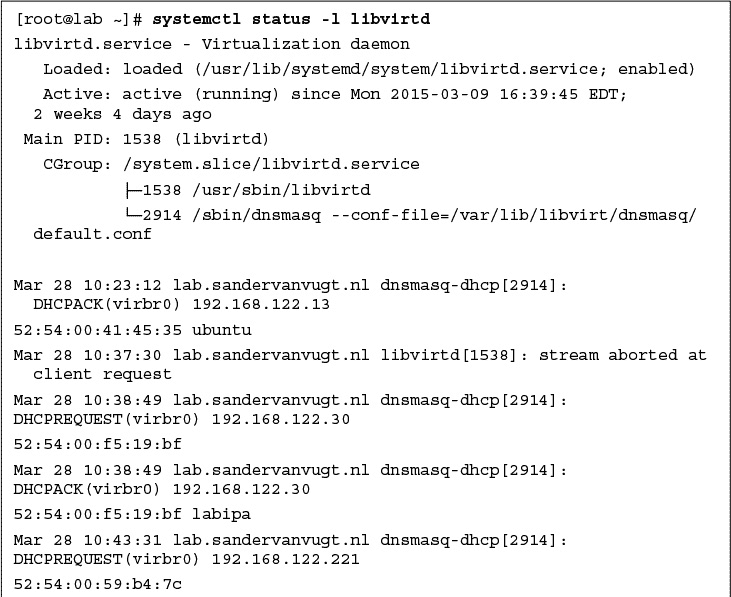 [root@lab ~]# systemctl status -l libvirtd
libvirtd.service - Virtualization daemon
   Loaded: loaded (/usr/lib/systemd/system/libvirtd.service; enabled)
   Active: active (running) since Mon 2015-03-09 16:39:45 EDT;
  2 weeks 4 days ago
 Main PID: 1538 (libvirtd)
   CGroup: /system.slice/libvirtd.service
           ├─1538 /usr/sbin/libvirtd
           └─2914 /sbin/dnsmasq --conf-file=/var/lib/libvirt/dnsmasq/
  default.conf
Mar 28 10:23:12 lab.sandervanvugt.nl dnsmasq-dhcp[2914]:
  DHCPACK(virbr0) 192.168.122.13
52:54:00:41:45:35 ubuntu
Mar 28 10:37:30 lab.sandervanvugt.nl libvirtd[1538]: stream aborted at
  client request
Mar 28 10:38:49 lab.sandervanvugt.nl dnsmasq-dhcp[2914]:
DHCPREQUEST(virbr0) 192.168.122.30
52:54:00:f5:19:bf
Mar 28 10:38:49 lab.sandervanvugt.nl dnsmasq-dhcp[2914]:
DHCPACK(virbr0) 192.168.122.30
52:54:00:f5:19:bf labipa
Mar 28 10:43:31 lab.sandervanvugt.nl dnsmasq-dhcp[2914]:
DHCPREQUEST(virbr0) 192.168.122.221
52:54:00:59:b4:7c